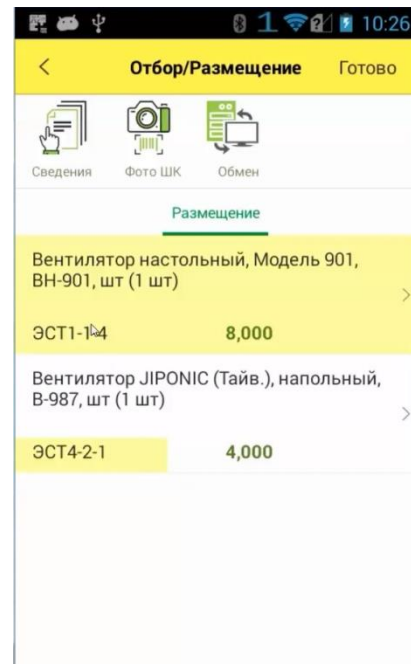 1 10:26
Отбор/Размещение Готово
Сведения Фото ШК Обмен
Размещение
Вентилятор настольный, Модель 901,
ВН-901, шт (1 шт)
8,000
Вентилятор JIPONIC (Тайв.), напольный,
В-987, шт (1 шт)
ЭСТ4-2-1 4,000